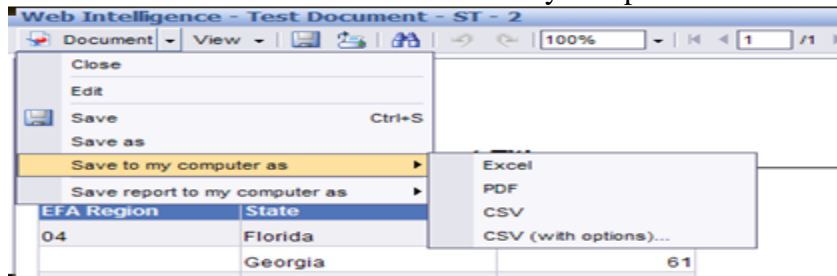 Web Intelligence - Test Document - ST - 2
Document View 100% 1 /1
Close
Edit
Save Ctrl+S
Save as
Save to my computer as Excel
Save report to my computer as PDF
EFA Region State CSV
04 Florida CSV (with options)...
Georgia 61